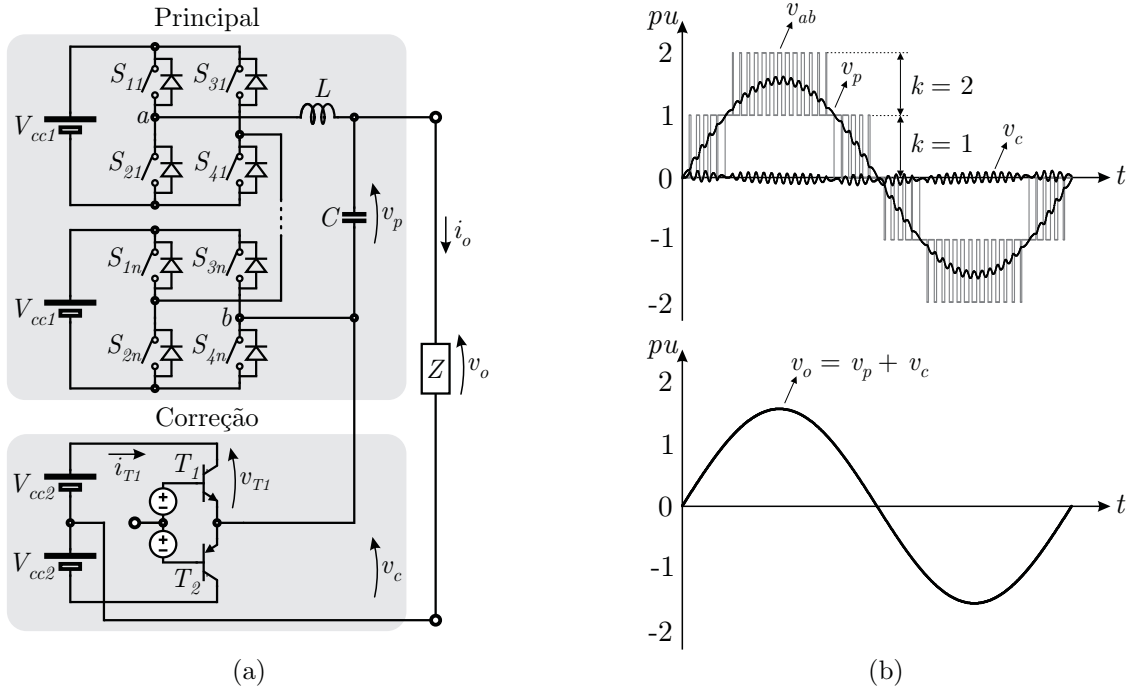 Principal
S11
S31
L
a
Vcc1
S21
S41
C
vp
io
S1n
S3n
Vcc1
b
S2n
S4n
Z
vo
Correção
iT1
T1
vT1
Vcc2
Vcc2
T2
vc
(a)
pu
vab
2
vp
k = 2
1
k = 1
vc
0
t
-1
-2
pu
2
vo = vp + vc
1
0
t
-1
-2
(b)